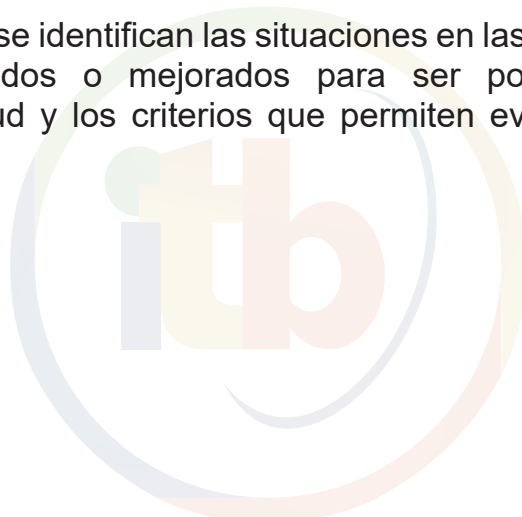 se identifican las situaciones en las
dos o mejorados para ser po
ud y los criterios que permiten ev
itb